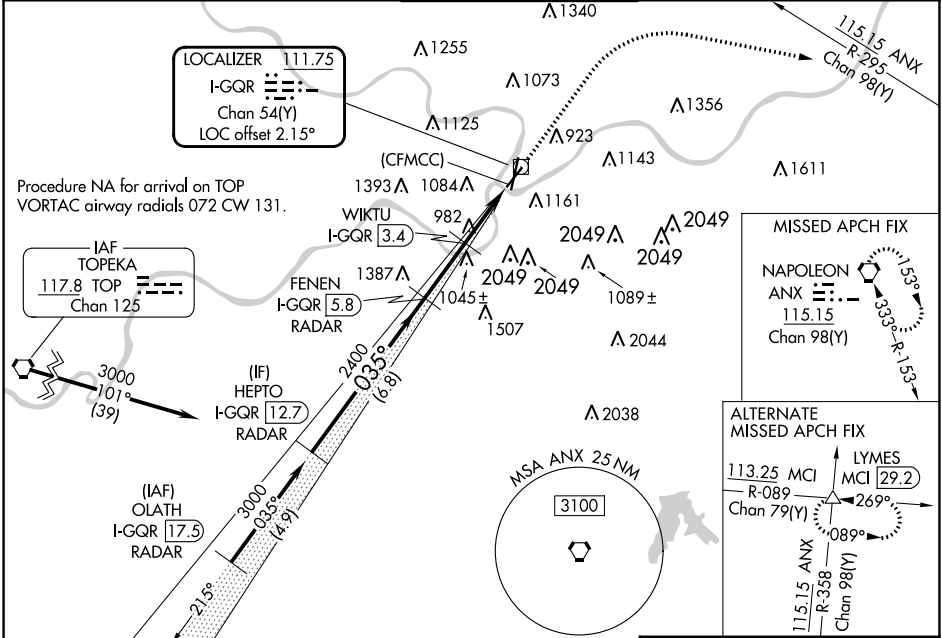 1340
1255
115.15 ANX
R-295
Chan 98(Y)
LOCALIZER 111.75
I-GQR
Chan 54(Y)
LOC offset 2.15°
1073
1356
1125
923
(CFMCC)
1143
1611
Procedure NA for arrival on TOP
VORTAC airway radials 072 CW 131.
1393
1084
1161
WIKTU
I-GQR 3.4
982
2049
2049
2049
2049
2049
IAF
TOPEKA
117.8 TOP
Chan 125
1387
FENEN
I-GQR 5.8
RADAR
1045 ±
1089 ±
1507
2044
MISSED APCH FIX
NAPOLEON
ANX
115.15
Chan 98(Y)
153°
333°
R-153
3000
101°
(39)
2400
035°
(6.8)
(IF)
HEPTO
I-GQR 12.7
RADAR
2038
ALTERNATE
MISSED APCH FIX
LYMES
MCI 29.2
113.25 MCI
R-089
Chan 79(Y)
269°
089°
115.15 ANX
R-358
Chan 98(Y)
MSA ANX 25 NM
3100
3000
035°
(4.9)
(IAF)
OLATH
I-GQR 17.5
RADAR
215°